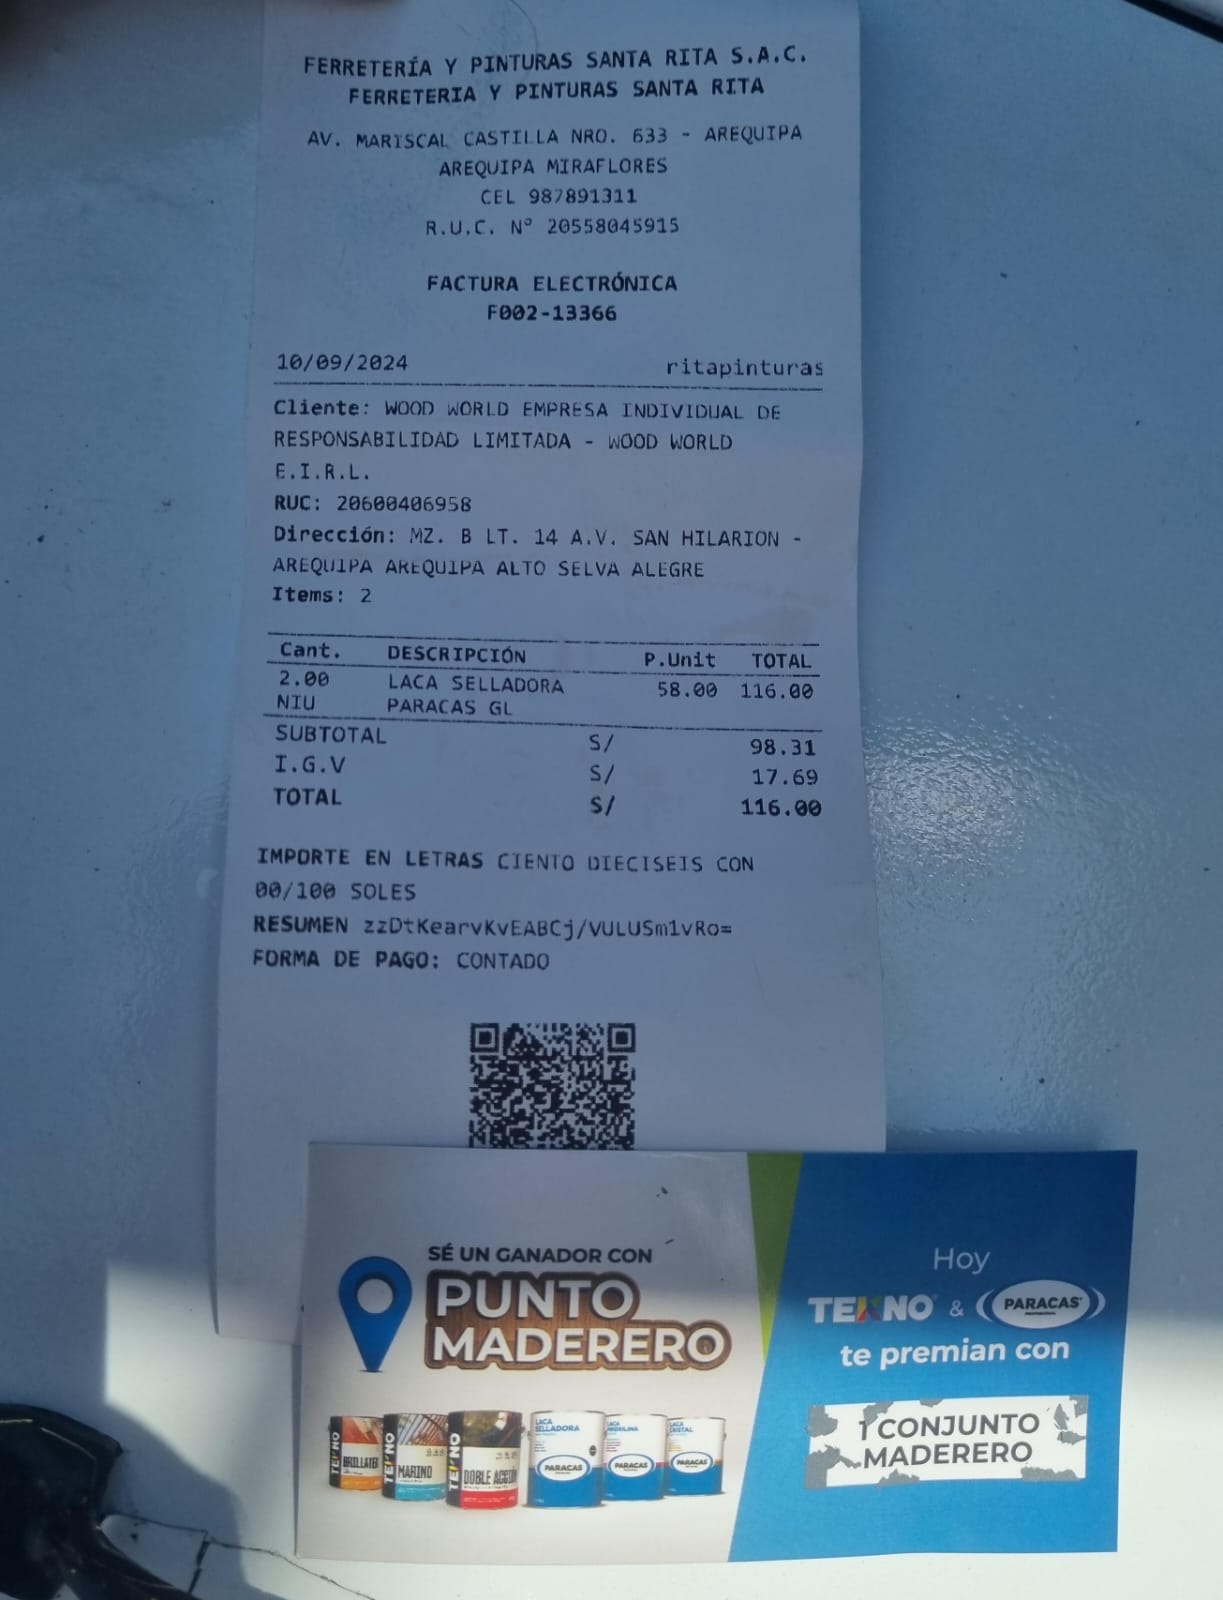 FERRETERÍA Y PINTURAS SANTA RITA S.A.C.
FERRETERIA Y PINTURAS SANTA RITA
AV. MARISCAL CASTILLA NRO. 633 - AREQUIPA
AREQUIPA MIRAFLORES
CEL 987891311
R.U.C. N° 20558045915
FACTURA ELECTRÓNICA
F002-13366
10/09/2024 ritapinturas
Cliente: WOOD WORLD EMPRESA INDIVIDUAL DE
RESPONSABILIDAD LIMITADA - WOOD WORLD
E.I.R.L.
RUC: 20600406958
Dirección: MZ. B LT. 14 A.V. SAN HILARION -
AREQUIPA AREQUIPA ALTO SELVA ALEGRE
Items: 2
Cant. DESCRIPCIÓN P.Unit TOTAL
2.00 LACA SELLADORA 58.00 116.00
NIU PARACAS GL
SUBTOTAL S/ 98.31
I.G.V S/ 17.69
TOTAL S/ 116.00
IMPORTE EN LETRAS CIENTO DIECISEIS CON
00/100 SOLES
RESUMEN zzDtKearvKvEABCj/VULUSm1vRo=
FORMA DE PAGO: CONTADO
SÉ UN GANADOR CON
PUNTO
MADERERO
Hoy
TEKNO & PARACAS
te premian con
1 CONJUNTO
MADERERO
TEKNO
BRILLABE
TEKNO
MARINO
TEKNO
DOBLE ACCIÓN
LACA
SELLADORA
PARACAS
LACA
PARACAS
LACA
CRISTAL
PARACAS